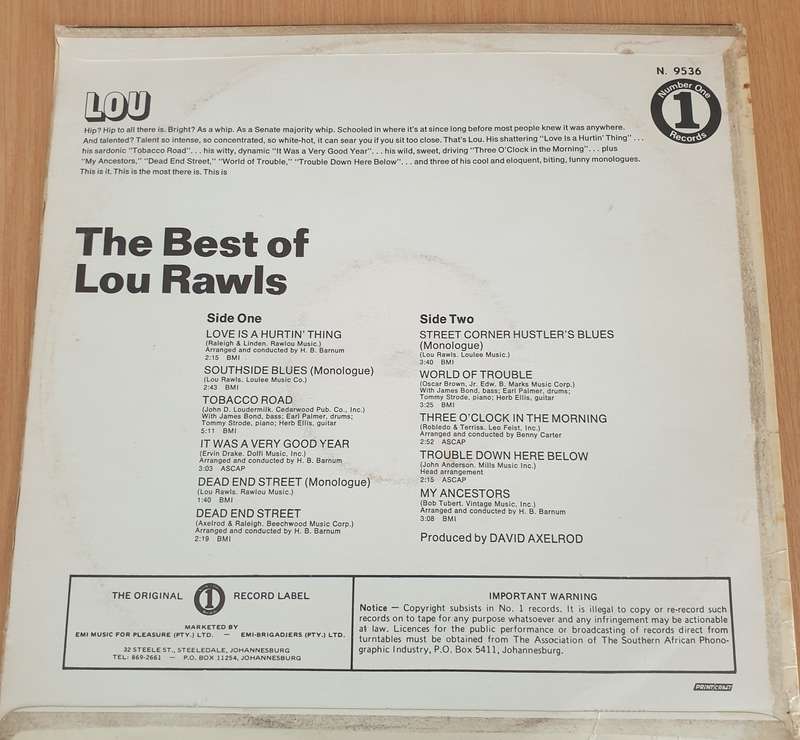 N. 9536
LOU
Number One
1
Records
Hip? Hip to all there is. Bright? As a whip. As a Senate majority whip. Schooled in where it's at since long before most people knew it was anywhere.
And talented? Talent so intense, so concentrated, so white-hot, it can sear you if you sit too close. That's Lou. His shattering "Love Is a Hurtin' Thing" . . .
his sardonic "Tobacco Road". . . his witty, dynamic "It Was a Very Good Year". . . his wild, sweet, driving "Three O'Clock in the Morning". . . plus
"My Ancestors," "Dead End Street," "World of Trouble," "Trouble Down Here Below". . . and three of his cool and eloquent, biting, funny monologues.
This is it. This is the most there is. This is
The Best of
Lou Rawls
Side One
LOVE IS A HURTIN' THING
(Raleigh & Linden. Rawlou Music.)
Arranged and conducted by H. B. Barnum
2:15 BMI
SOUTHSIDE BLUES (Monologue)
(Lou Rawls. Loulee Music Co.)
2:43 BMI
TOBACCO ROAD
(John D. Loudermilk. Cedarwood Pub. Co., Inc.)
With James Bond, bass; Earl Palmer, drums;
Tommy Strode, piano; Herb Ellis, guitar
5:11 BMI
IT WAS A VERY GOOD YEAR
(Ervin Drake. Dolfi Music, Inc.)
Arranged and conducted by H. B. Barnum
3:03 ASCAP
DEAD END STREET (Monologue)
(Lou Rawls. Rawlou Music.)
1:40 BMI
DEAD END STREET
(Axelrod & Raleigh. Beechwood Music Corp.)
Arranged and conducted by H. B. Barnum
2:19 BMI
Side Two
STREET CORNER HUSTLER'S BLUES
(Monologue)
(Lou Rawls. Loulee Music.)
3:40 BMI
WORLD OF TROUBLE
(Oscar Brown, Jr. Edw. B. Marks Music Corp.)
With James Bond, bass; Earl Palmer, drums;
Tommy Strode, piano; Herb Ellis, guitar
3:25 BMI
THREE O'CLOCK IN THE MORNING
(Robledo & Terriss. Leo Feist, Inc.)
Arranged and conducted by Benny Carter
2:52 ASCAP
TROUBLE DOWN HERE BELOW
(John Anderson. Mills Music Inc.)
Head arrangement
2:15 ASCAP
MY ANCESTORS
(Bob Tubert. Vintage Music, Inc.)
Arranged and conducted by H. B. Barnum
3:08 BMI
Produced by DAVID AXELROD
THE ORIGINAL 1 RECORD LABEL
MARKETED BY
EMI MUSIC FOR PLEASURE (PTY.) LTD. — EMI-BRIGADIERS (PTY.) LTD.
32 STEELE ST., STEELEDALE, JOHANNESBURG
TEL: 869-2661 — P.O. BOX 11254, JOHANNESBURG
IMPORTANT WARNING
Notice — Copyright subsists in No. 1 records. It is illegal to copy or re-record such
records on to tape for any purpose whatsoever and any infringement may be actionable
at law. Licences for the public performance or broadcasting of records direct from
turntables must be obtained from The Association of The Southern African Phono-
graphic Industry, P.O. Box 5411, Johannesburg.
PRINTCRAFT